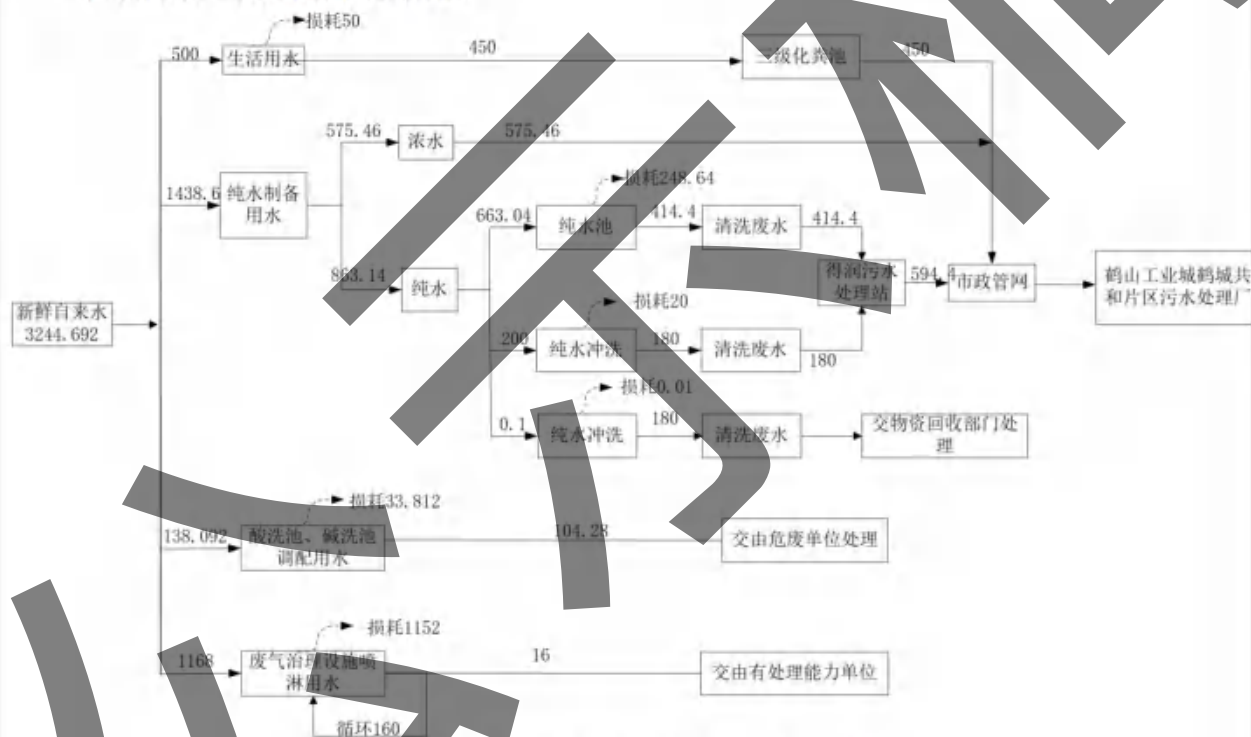 损耗50
500
生活用水
450
三级化粪池
450
575.46
浓水
575.46
1438.6
纯水制备
用水
损耗248.64
663.04
纯水池
414.4
清洗废水
414.4
863.14
纯水
得润污水
处理站
594.4
市政管网
鹤山工业城鹤城共
和片区污水处理厂
新鲜自来水
3244.692
损耗20
200
纯水冲洗
180
清洗废水
180
损耗0.01
0.1
纯水冲洗
180
清洗废水
交物资回收部门处
理
损耗33.812
138.092
酸洗池、碱洗池
调配用水
104.28
交由危废单位处理
损耗1152
1168
废气治理设施喷
淋用水
16
交由有处理能力单位
循环160